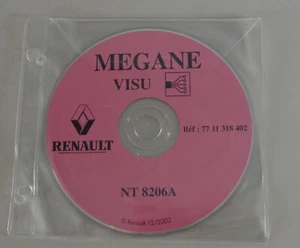 MEGANE
VISU
Réf : 77 11 318 402
RENAULT
NT 8206A
© Renault 12/2002